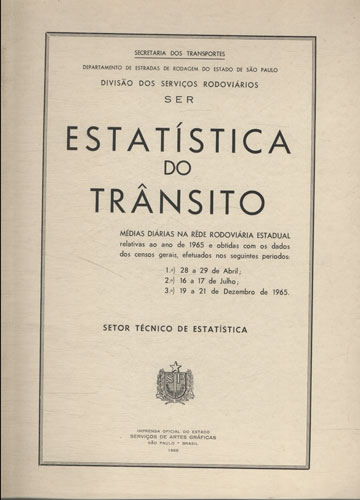 SECRETARIA DOS TRANSPORTES
DEPARTAMENTO DE ESTRADAS DE RODAGEM DO ESTADO DE SÃO PAULO
DIVISÃO DOS SERVIÇOS RODOVIÁRIOS
SER
ESTATÍSTICA
DO
TRÂNSITO
MÉDIAS DIÁRIAS NA RÊDE RODOVIÁRIA ESTADUAL
relativas ao ano de 1965 e obtidas com os dados
dos censos gerais, efetuados nos seguintes períodos:
1.º) 28 a 29 de Abril;
2.º) 16 a 17 de Julho;
3.º) 19 a 21 de Dezembro de 1965.
SETOR TÉCNICO DE ESTATÍSTICA
IMPRENSA OFICIAL DO ESTADO
SERVIÇOS DE ARTES GRÁFICAS
SÃO PAULO - BRASIL
1966